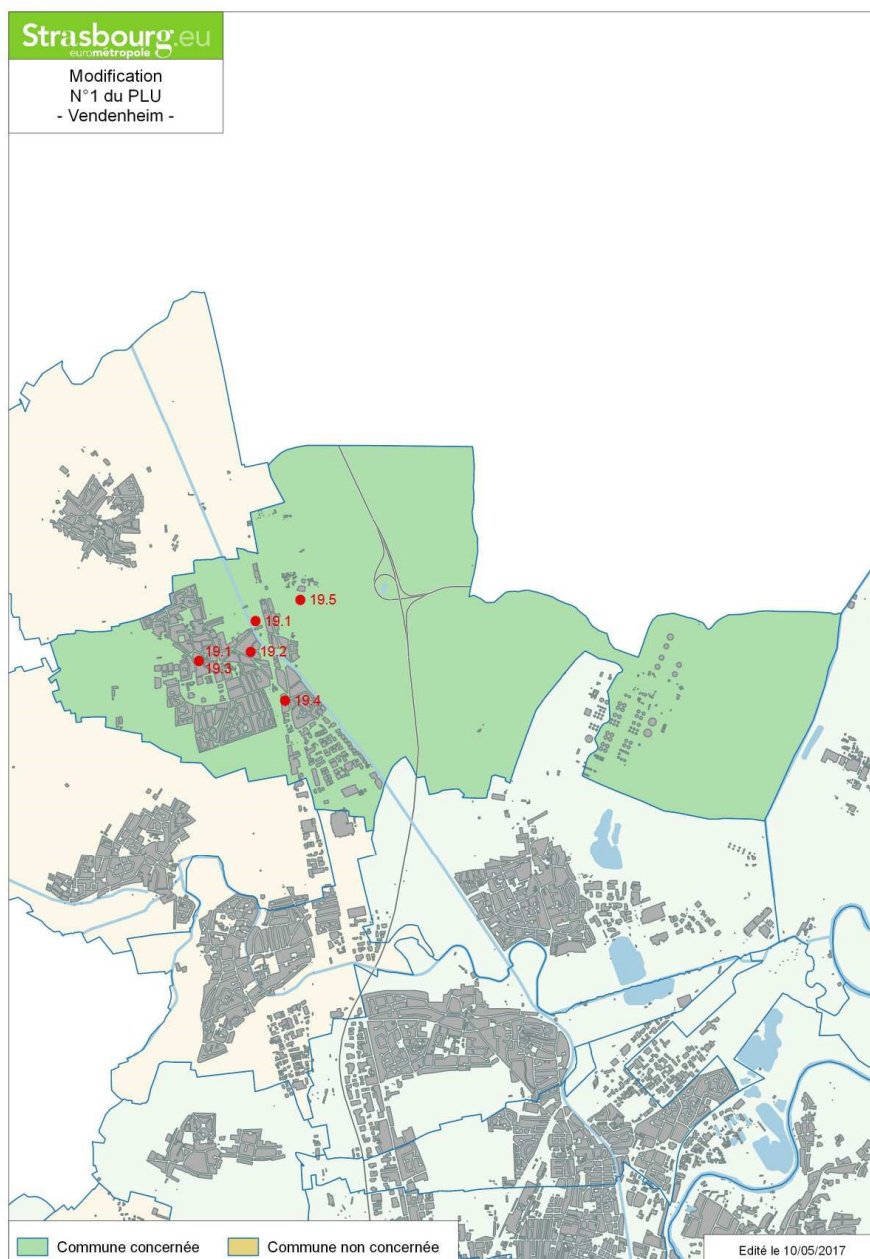 Strasbourg.eu
eurométropole
Modification
N°1 du PLU
- Vendenheim -
19.5
19.1
19.1
19.2
19.3
19.4
Commune concernée
Commune non concernée
Edité le 10/05/2017